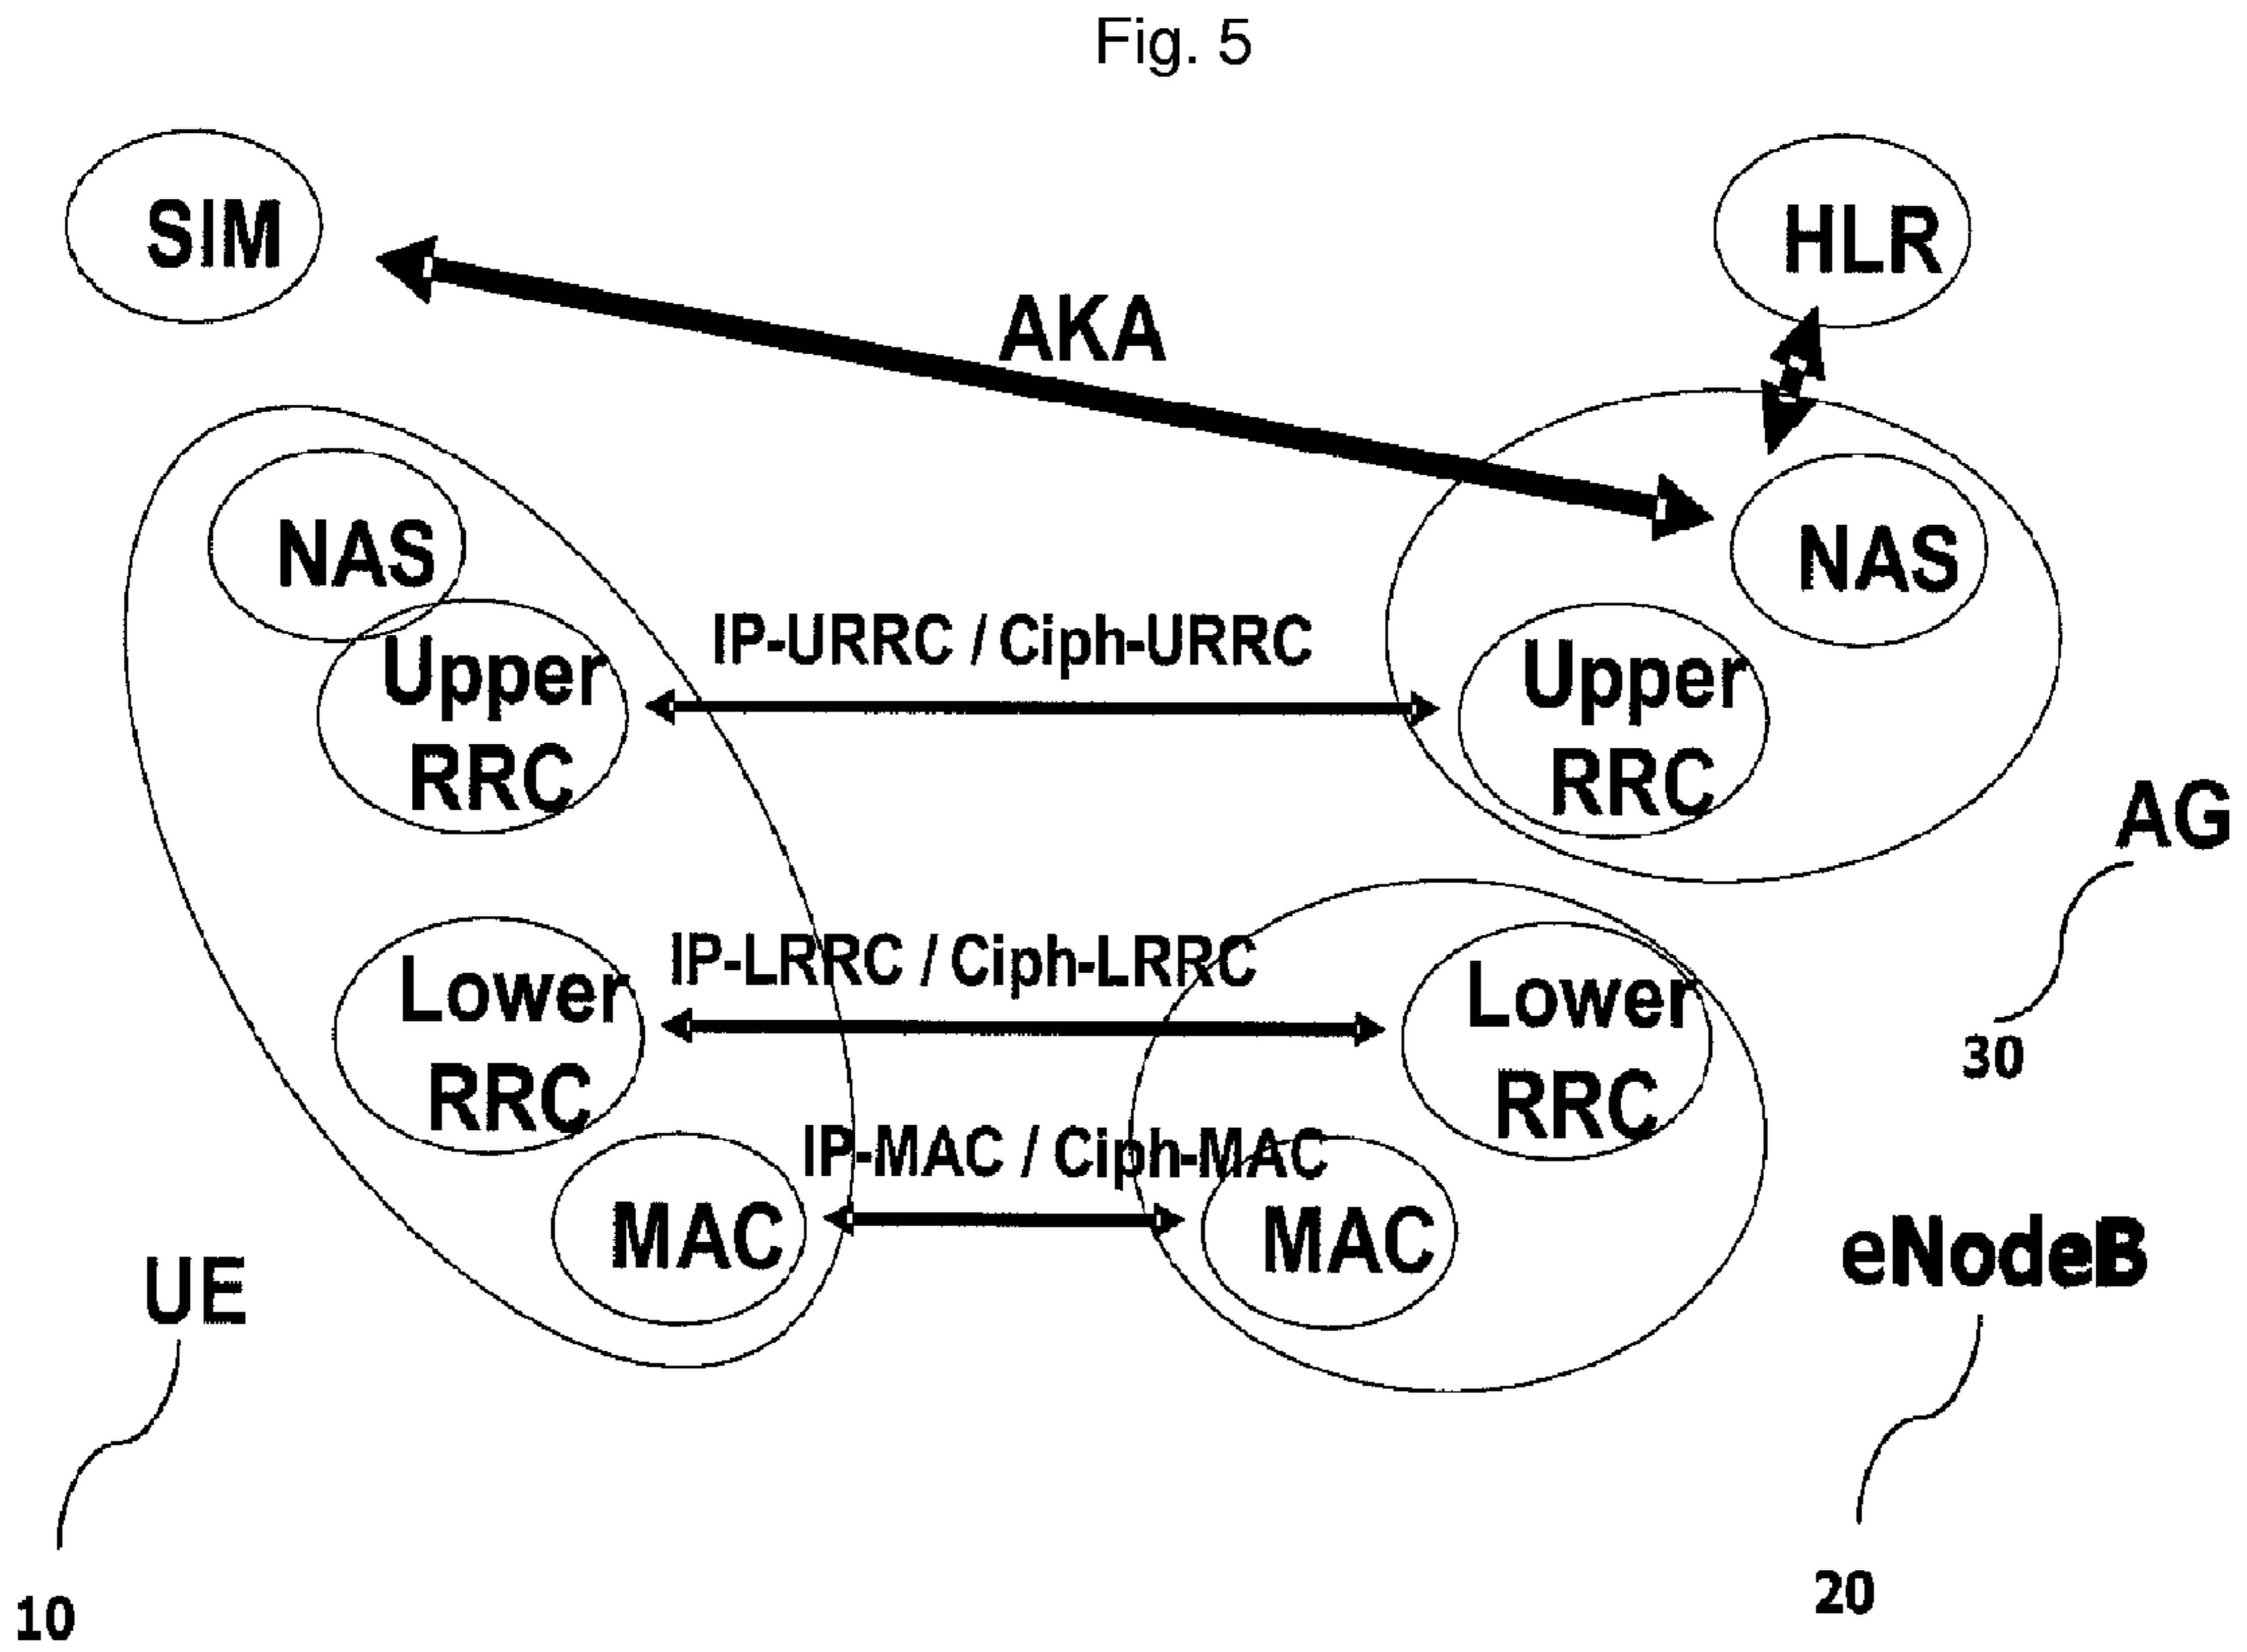 Fig. 5
SIM
HLR
AKA
NAS
NAS
IP-URRC / Ciph-URRC
Upper
RRC
Upper
RRC
AG
30
IP-LRRC / Ciph-LRRC
Lower
RRC
Lower
RRC
IP-MAC / Ciph-MAC
MAC
MAC
UE
eNodeB
10
20